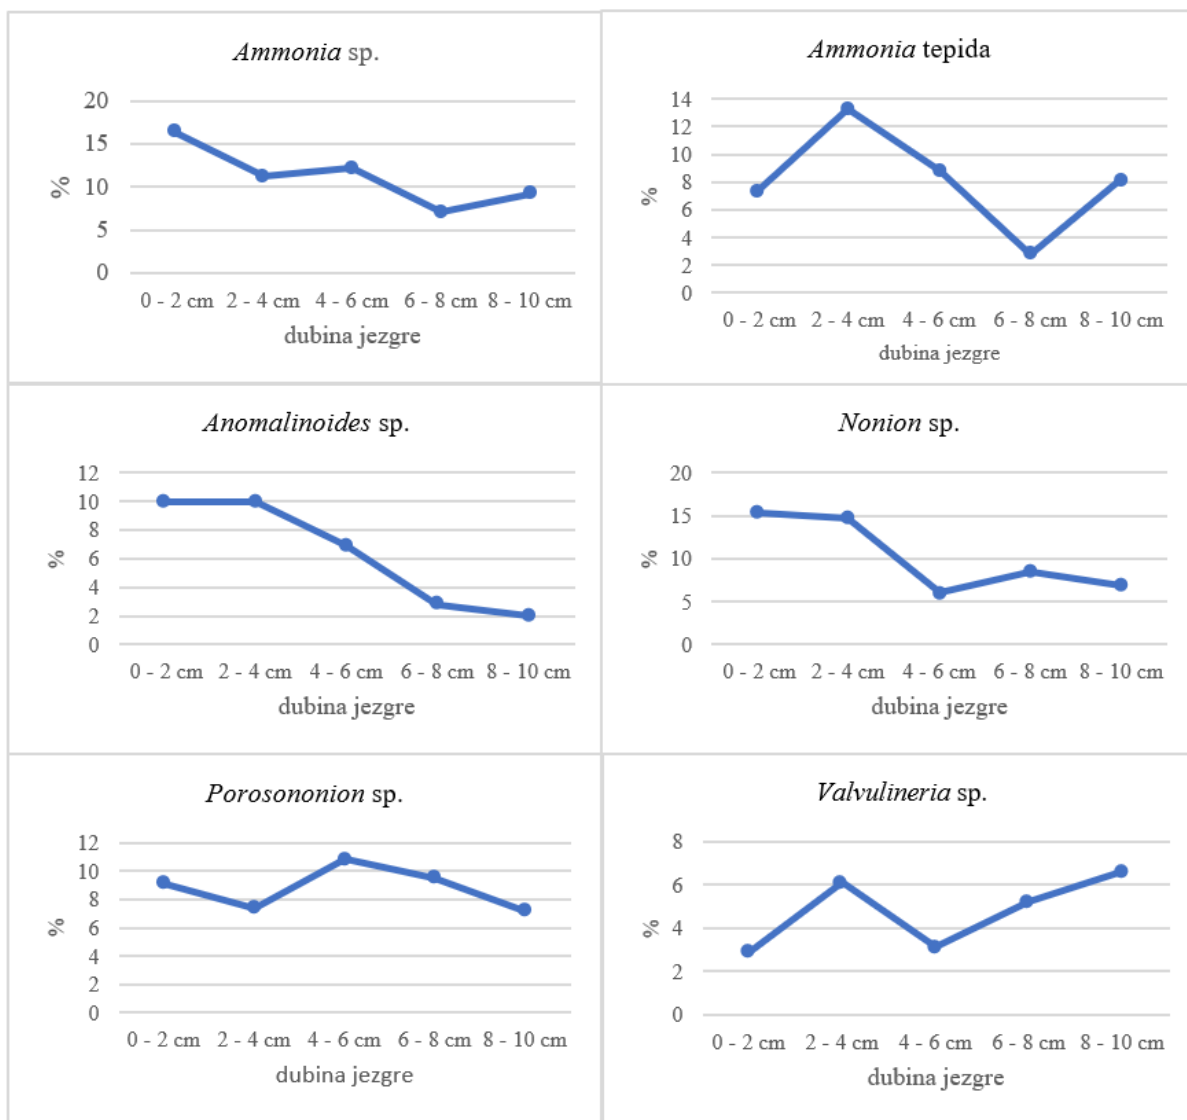 Ammonia sp.
20
15
10
5
0
%
0 - 2 cm 2 - 4 cm 4 - 6 cm 6 - 8 cm 8 - 10 cm
dubina jezgre
Ammonia tepida
14
12
10
8
6
4
2
0
%
0 - 2 cm 2 - 4 cm 4 - 6 cm 6 - 8 cm 8 - 10 cm
dubina jezgre
Anomalinoides sp.
12
10
8
6
4
2
0
%
0 - 2 cm 2 - 4 cm 4 - 6 cm 6 - 8 cm 8 - 10 cm
dubina jezgre
Nonion sp.
20
15
10
5
0
%
0 - 2 cm 2 - 4 cm 4 - 6 cm 6 - 8 cm 8 - 10 cm
dubina jezgre
Porosononion sp.
12
10
8
6
4
2
0
%
0 - 2 cm 2 - 4 cm 4 - 6 cm 6 - 8 cm 8 - 10 cm
dubina jezgre
Valvulineria sp.
8
6
4
2
0
%
0 - 2 cm 2 - 4 cm 4 - 6 cm 6 - 8 cm 8 - 10 cm
dubina jezgre